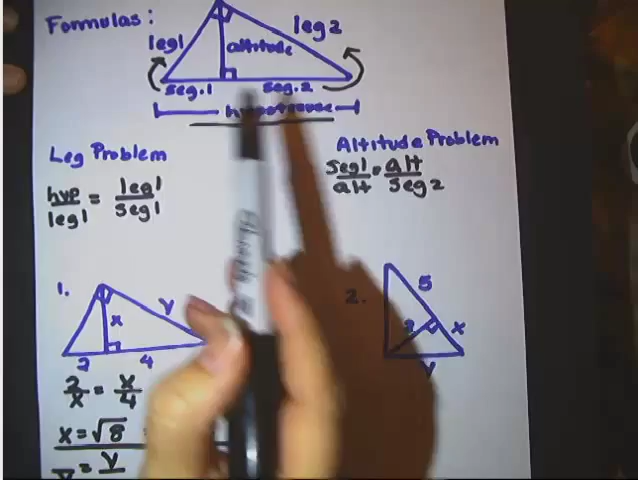 Formulas:
leg1
altitude
leg2
seg.1
seg.2
hypotenuse
Leg Problem
hyp = leg1
leg1 seg1
Altitude Problem
seg1 = alt
alt seg2
1.
x
y
2
4
2 = x
x 4
x = √8
= y
2.
5
x
y